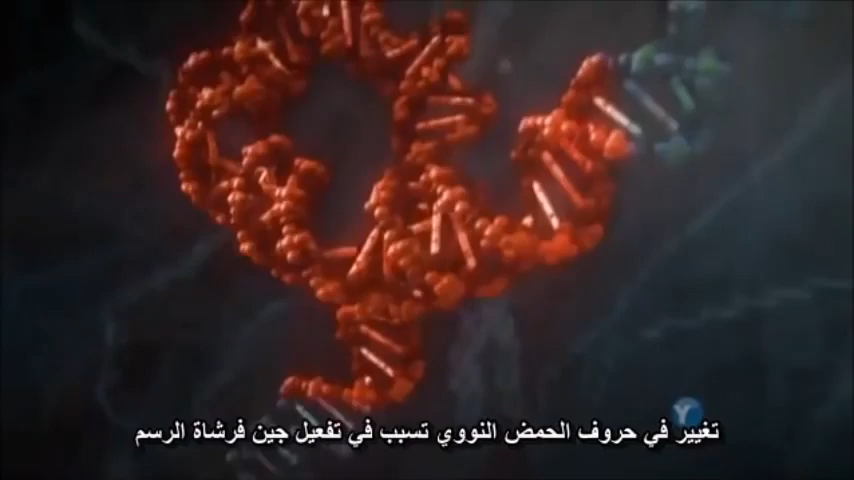 تغيير في حروف الحمض النووي تسبب في تفعيل جين فرشاة الرسم